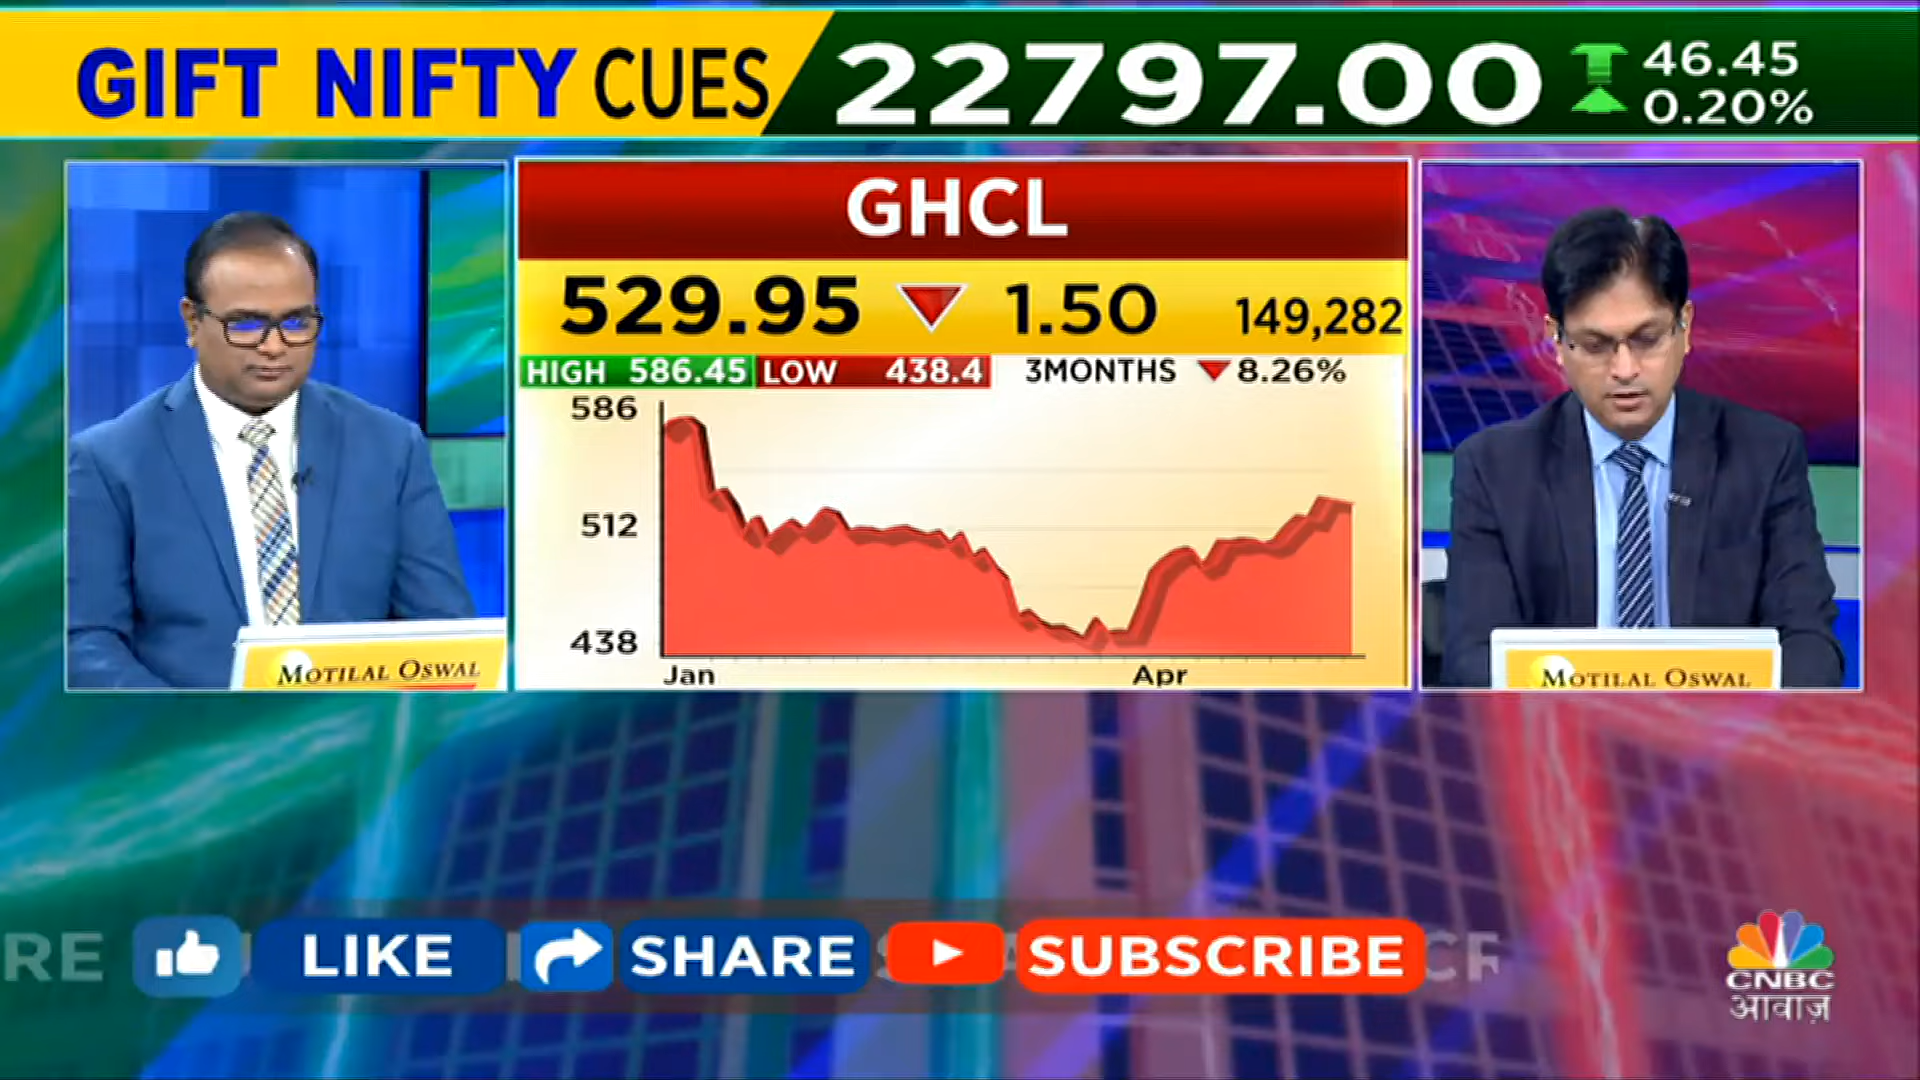 GIFT NIFTY CUES 22797.00 46.45
0.20%
GHCL
529.95 1.50 149,282
HIGH 586.45 LOW 438.4 3MONTHS 8.26%
586
512
438
Jan Apr
MOTILAL OSWAL
MOTILAL OSWAL
RE LIKE SHARE SUBSCRIBE
CNBC
आवाज़